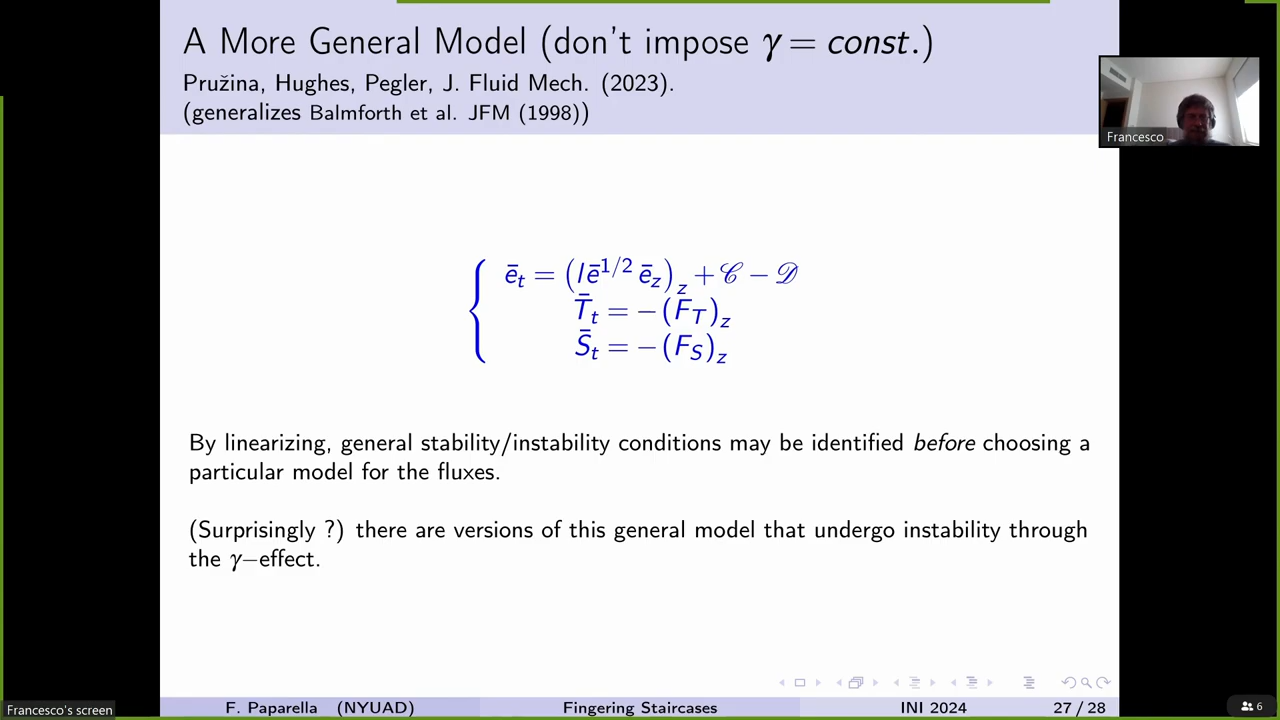 A More General Model (don't impose γ = const.)
Pružina, Hughes, Pegler, J. Fluid Mech. (2023).
(generalizes Balmforth et al. JFM (1998))
Francesco
ē_t = (l ē^{1/2} ē_z)_z + 𝒞 − 𝒟
T̄_t = −(F_T)_z
S̄_t = −(F_S)_z
By linearizing, general stability/instability conditions may be identified before choosing a
particular model for the fluxes.
(Surprisingly ?) there are versions of this general model that undergo instability through
the γ−effect.
F. Paparella (NYUAD) Fingering Staircases INI 2024 27 / 28
Francesco's screen
6